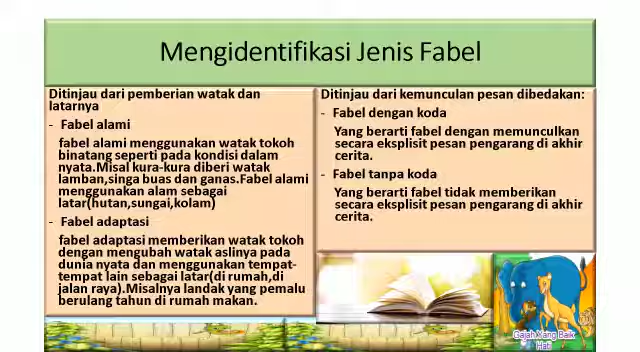 Mengidentifikasi Jenis Fabel
Ditinjau dari pemberian watak dan
latarnya
- Fabel alami
fabel alami menggunakan watak tokoh
binatang seperti pada kondisi dalam
nyata.Misal kura-kura diberi watak
lamban,singa buas dan ganas.Fabel alami
menggunakan alam sebagai
latar(hutan,sungai,kolam)
- Fabel adaptasi
fabel adaptasi memberikan watak tokoh
dengan mengubah watak aslinya pada
dunia nyata dan menggunakan tempat-
tempat lain sebagai latar(di rumah,di
jalan raya).Misalnya landak yang pemalu
berulang tahun di rumah makan.
Ditinjau dari kemunculan pesan dibedakan:
- Fabel dengan koda
Yang berarti fabel dengan memunculkan
secara eksplisit pesan pengarang di akhir
cerita.
- Fabel tanpa koda
Yang berarti fabel tidak memberikan
secara eksplisit pesan pengarang di akhir
cerita.
Gajah Yang Baik
Hati